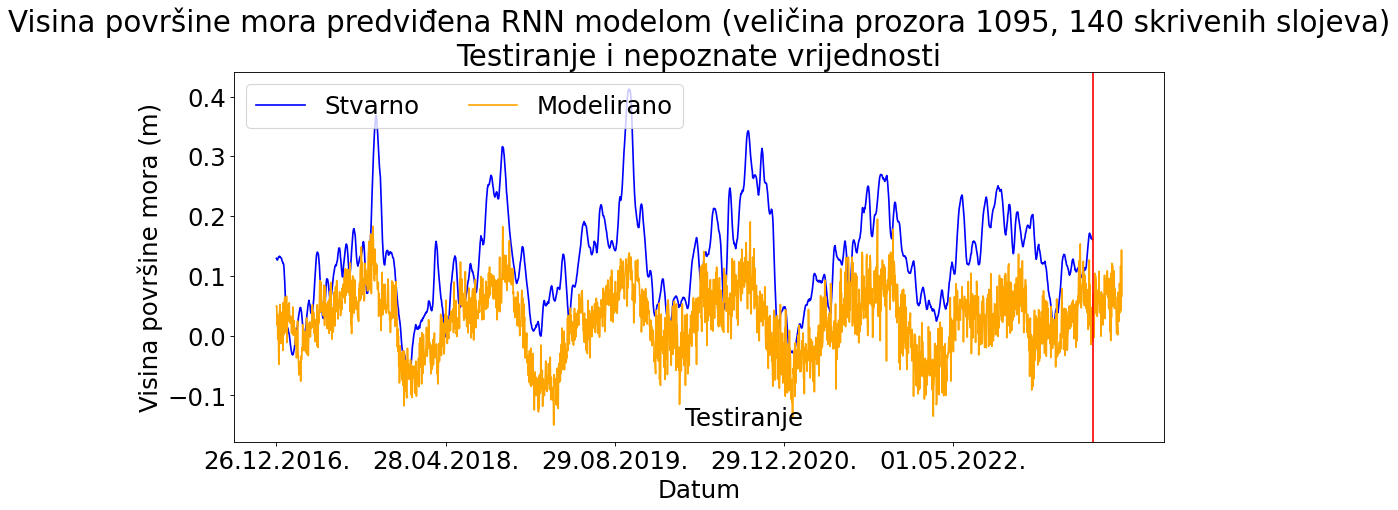 Visina površine mora predviđena RNN modelom (veličina prozora 1095, 140 skrivenih slojeva)
Testiranje i nepoznate vrijednosti
Stvarno Modelirano
Visina površine mora (m)
0.4
0.3
0.2
0.1
0.0
−0.1
Testiranje
26.12.2016. 28.04.2018. 29.08.2019. 29.12.2020. 01.05.2022.
Datum